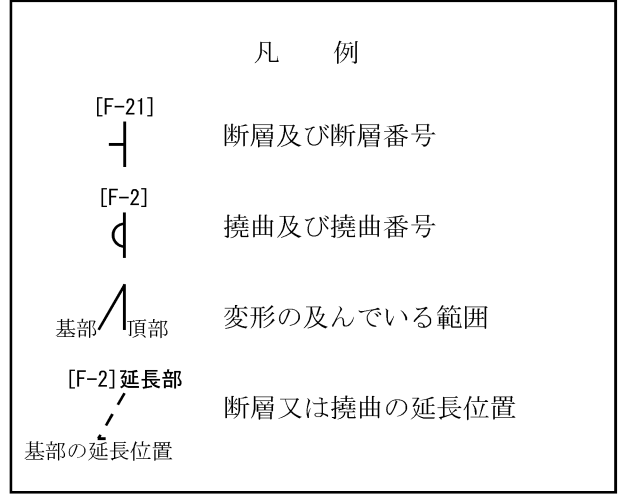 凡　例
[F-21]
断層及び断層番号
[F-2]
撓曲及び撓曲番号
基部 頂部
変形の及んでいる範囲
[F-2]延長部
断層又は撓曲の延長位置
基部の延長位置